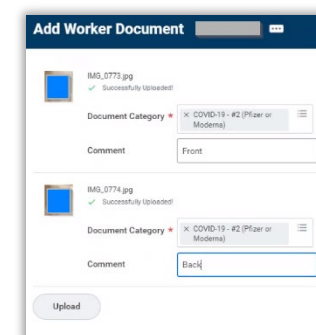 Add Worker Document
IMG_0773.jpg
Successfully Uploaded!
Document Category *
× COVID-19 - #2 (Pfizer or
Moderna)
Comment
Front
IMG_0774.jpg
Successfully Uploaded!
Document Category *
× COVID-19 - #2 (Pfizer or
Moderna)
Comment
Back
Upload